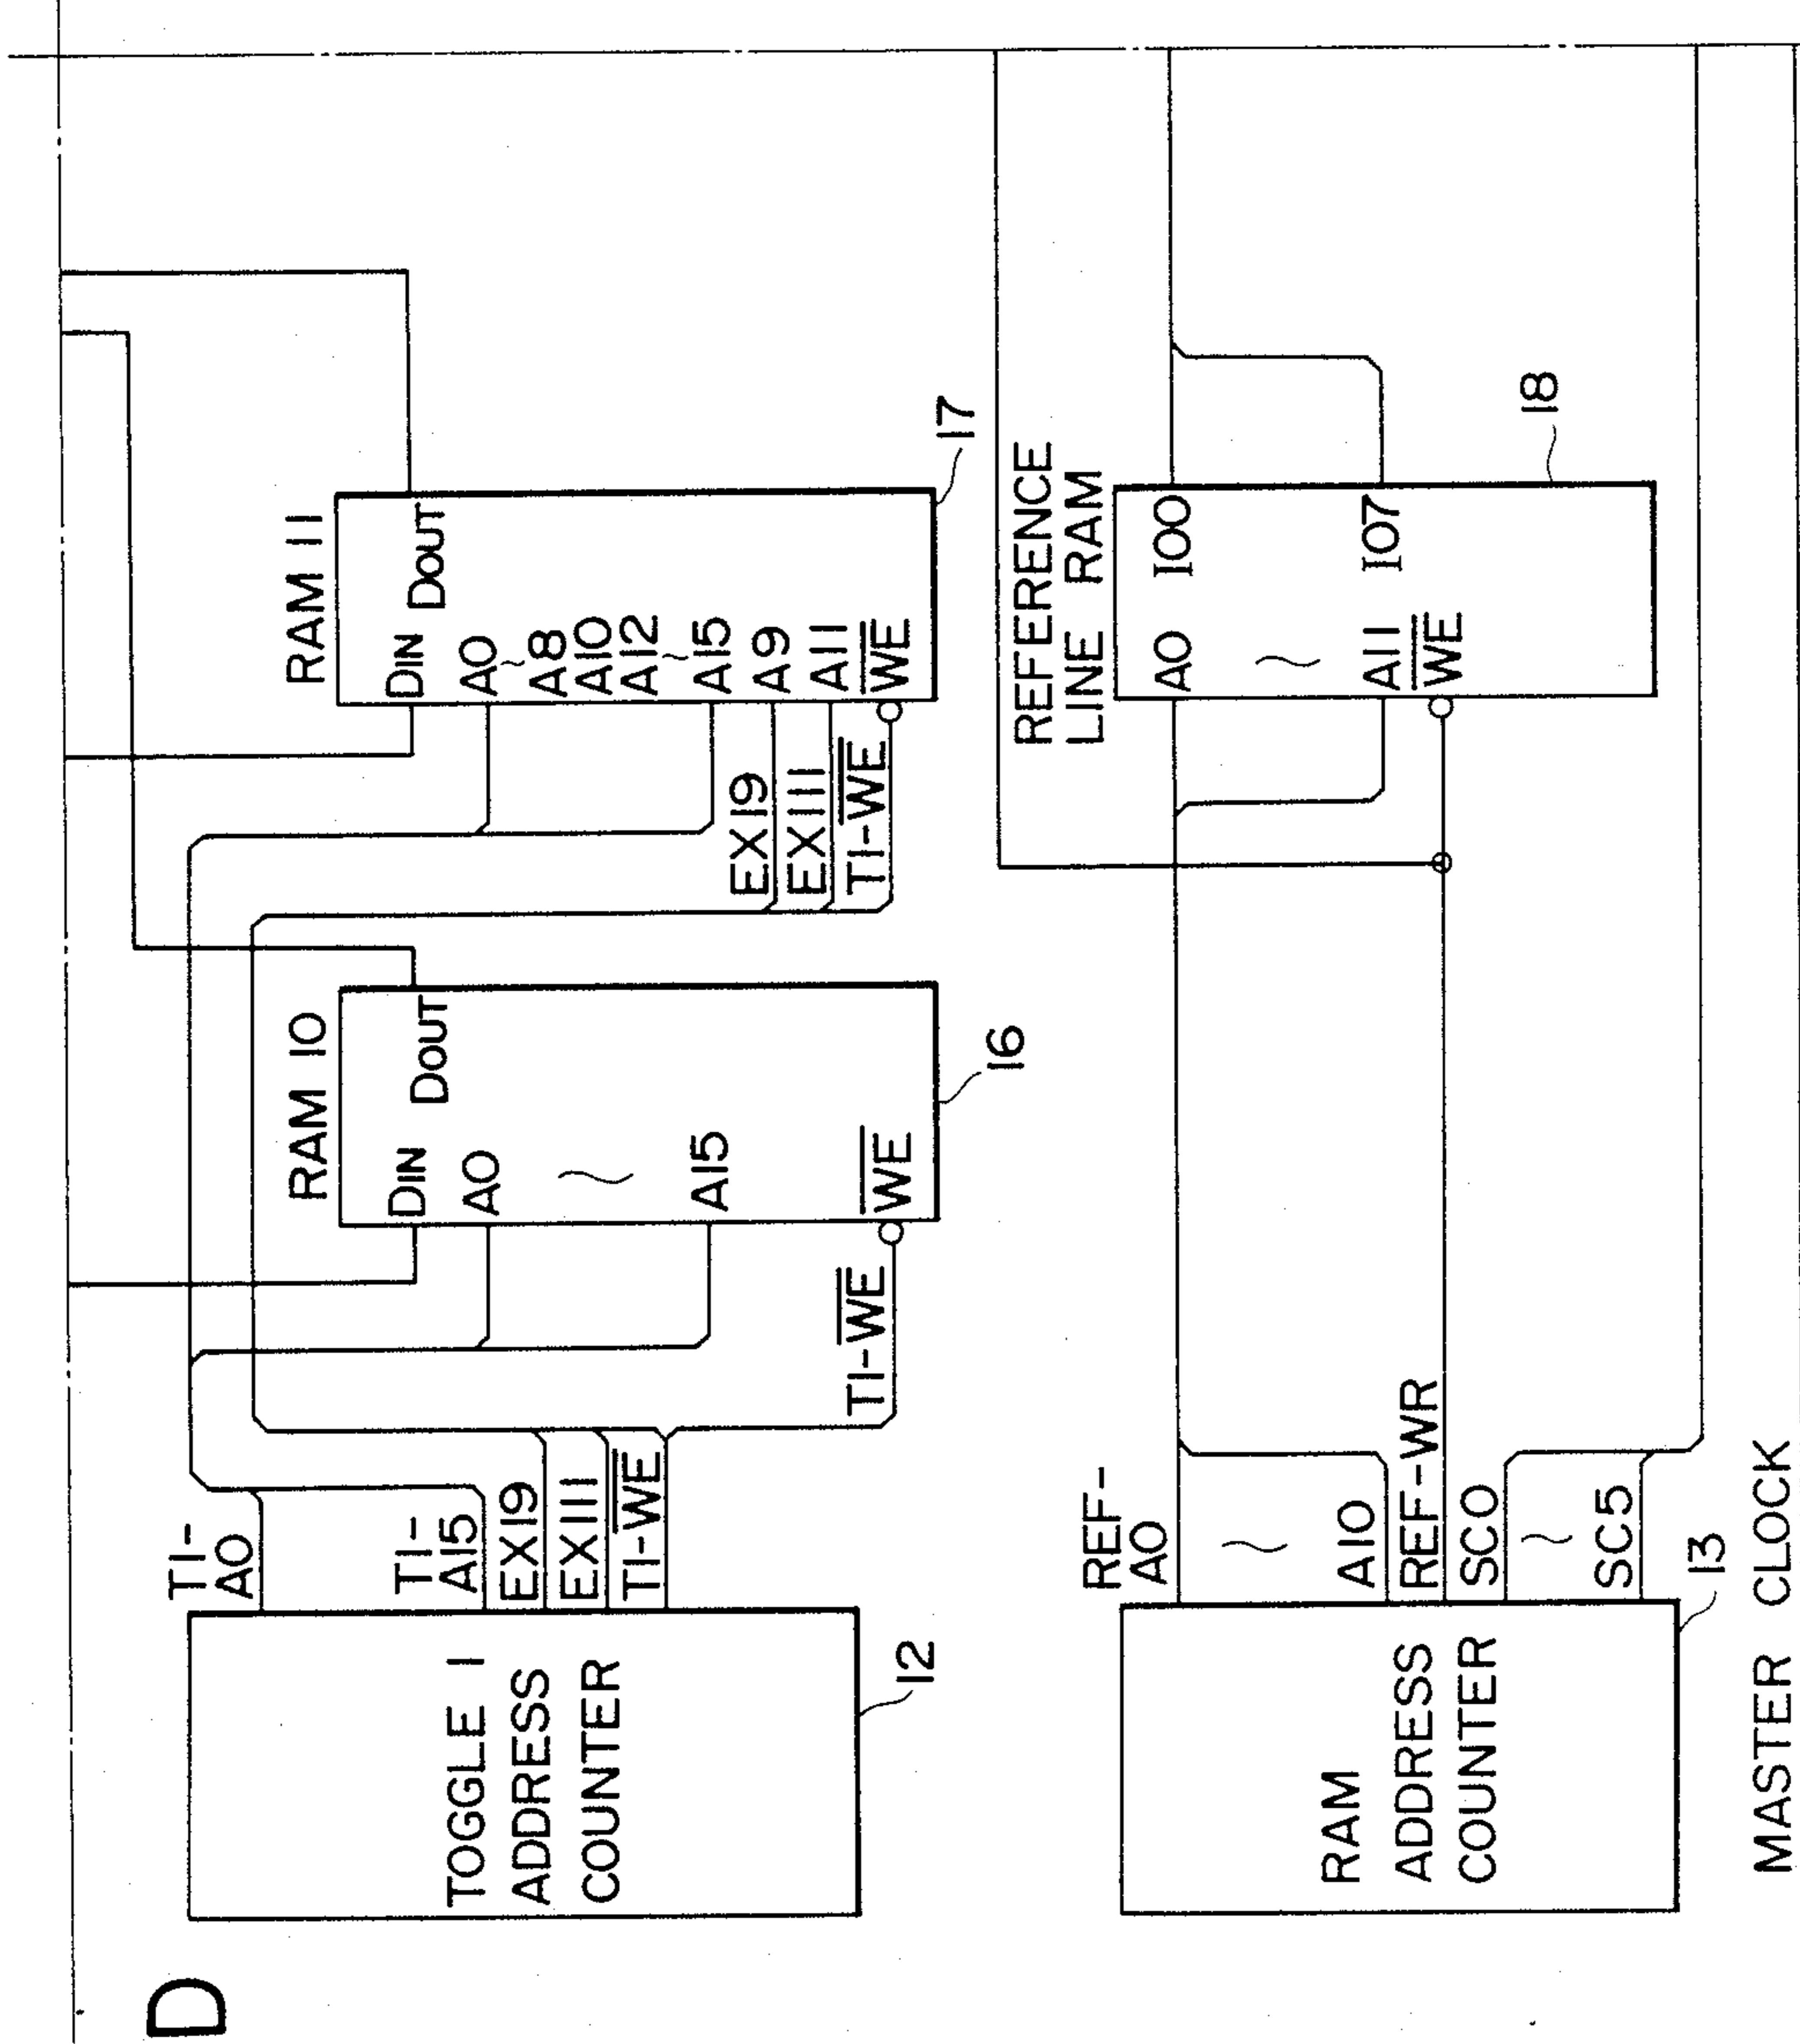 D
TOGGLE 1
ADDRESS
COUNTER
12
T1-
A0
T1-
A15
EX19
EX111
T1-WE
T1-WE
RAM 10
DIN
DOUT
A0
~
A15
WE
16
EX19
EX111
T1-WE
RAM 11
DIN
DOUT
A0
~
A8
A10
A12
~
A15
A9
A11
WE
17
RAM
ADDRESS
COUNTER
13
REF-
A0
~
A10
REF-WR
SC0
~
SC5
REFERENCE
LINE RAM
A0
IO0
~
A11
IO7
WE
18
MASTER CLOCK